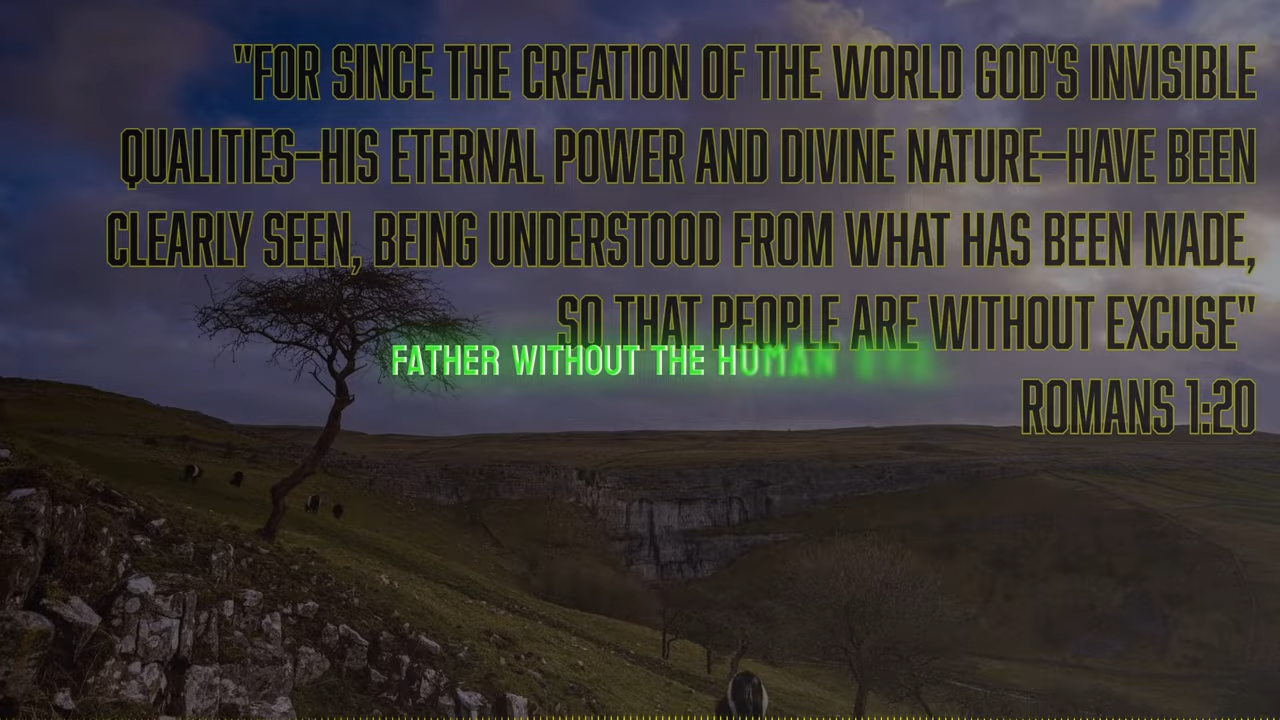 "FOR SINCE THE CREATION OF THE WORLD GOD'S INVISIBLE
QUALITIES—HIS ETERNAL POWER AND DIVINE NATURE—HAVE BEEN
CLEARLY SEEN, BEING UNDERSTOOD FROM WHAT HAS BEEN MADE,
SO THAT PEOPLE ARE WITHOUT EXCUSE"
FATHER WITHOUT THE HUMAN
ROMANS 1:20